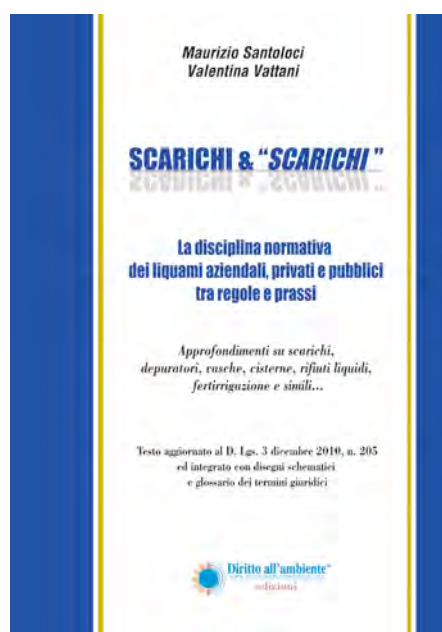 Maurizio Santoloci
Valentina Vattani
SCARICHI & "SCARICHI"
La disciplina normativa
dei liquami aziendali, privati e pubblici
tra regole e prassi
Approfondimenti su scarichi,
depuratori, vasche, cisterne, rifiuti liquidi,
fertirrigazione e simili...
Testo aggiornato al D. Lgs. 3 dicembre 2010, n. 205
ed integrato con disegni schematici
e glossario dei termini giuridici
Diritto all'ambiente
edizioni